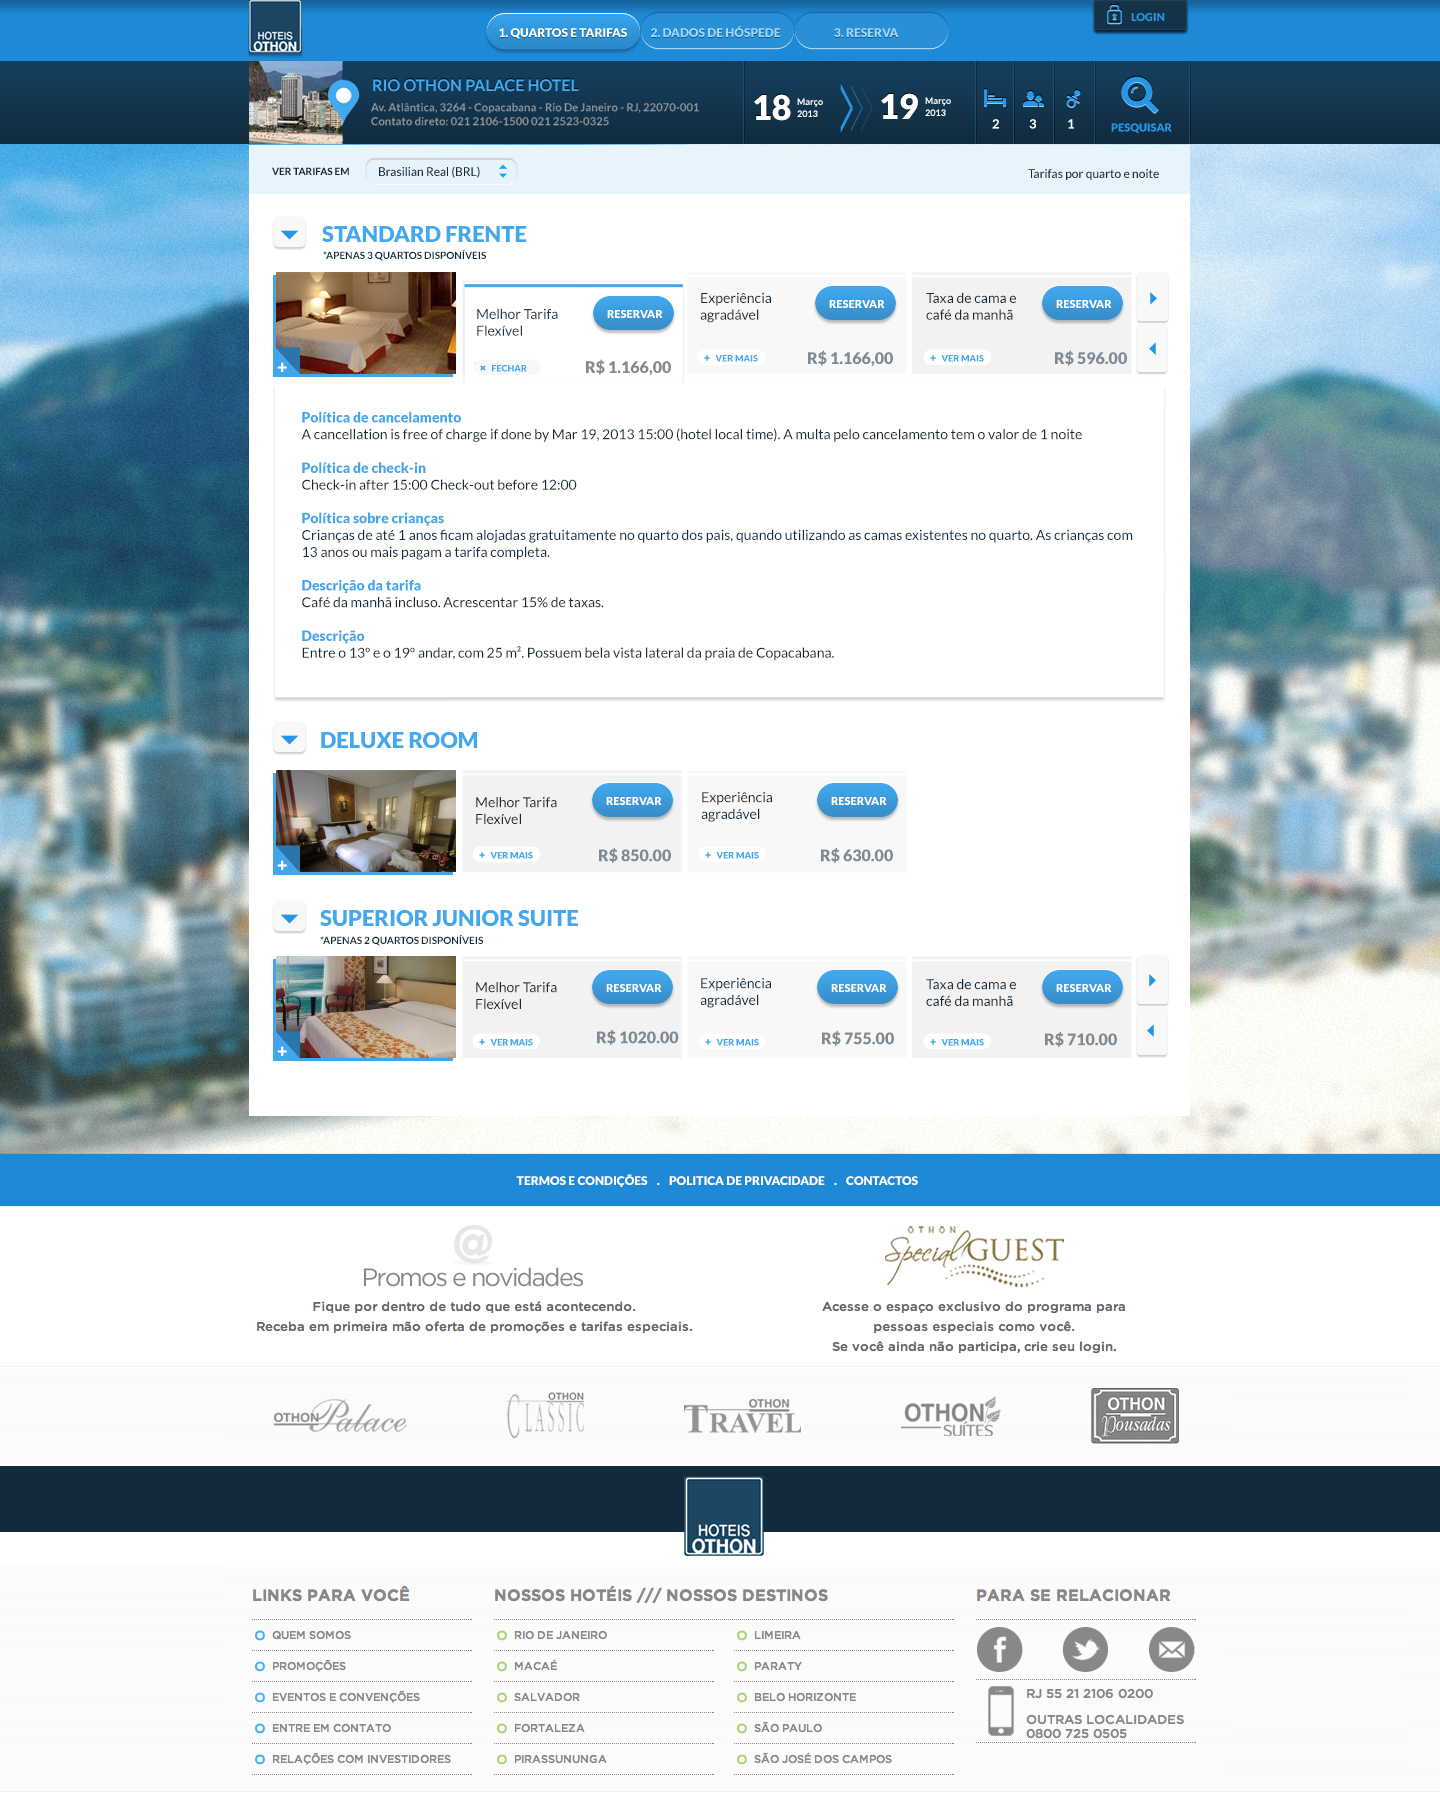 HOTEIS
OTHON
1. QUARTOS E TARIFAS
2. DADOS DE HÓSPEDE
3. RESERVA
LOGIN
RIO OTHON PALACE HOTEL
Av. Atlântica, 3264 - Copacabana - Rio De Janeiro - RJ, 22070-001
Contato direto: 021 2106-1500 021 2523-0325
18 Março 2013
19 Março 2013
2 3 1
PESQUISAR
VER TARIFAS EM
Brasilian Real (BRL)
Tarifas por quarto e noite
STANDARD FRENTE
*APENAS 3 QUARTOS DISPONÍVEIS
Melhor Tarifa
Flexível
RESERVAR
× FECHAR
R$ 1.166,00
Experiência
agradável
RESERVAR
+ VER MAIS
R$ 1.166,00
Taxa de cama e
café da manhã
RESERVAR
+ VER MAIS
R$ 596.00
Política de cancelamento
A cancellation is free of charge if done by Mar 19, 2013 15:00 (hotel local time). A multa pelo cancelamento tem o valor de 1 noite
Política de check-in
Check-in after 15:00 Check-out before 12:00
Política sobre crianças
Crianças de até 1 anos ficam alojadas gratuitamente no quarto dos pais, quando utilizando as camas existentes no quarto. As crianças com
13 anos ou mais pagam a tarifa completa.
Descrição da tarifa
Café da manhã incluso. Acrescentar 15% de taxas.
Descrição
Entre o 13º e o 19º andar, com 25 m². Possuem bela vista lateral da praia de Copacabana.
DELUXE ROOM
Melhor Tarifa
Flexível
RESERVAR
+ VER MAIS
R$ 850.00
Experiência
agradável
RESERVAR
+ VER MAIS
R$ 630.00
SUPERIOR JUNIOR SUITE
*APENAS 2 QUARTOS DISPONÍVEIS
Melhor Tarifa
Flexível
RESERVAR
+ VER MAIS
R$ 1020.00
Experiência
agradável
RESERVAR
+ VER MAIS
R$ 755.00
Taxa de cama e
café da manhã
RESERVAR
+ VER MAIS
R$ 710.00
TERMOS E CONDIÇÕES . POLITICA DE PRIVACIDADE . CONTACTOS
@
Promos e novidades
Fique por dentro de tudo que está acontecendo.
Receba em primeira mão oferta de promoções e tarifas especiais.
OTHON
Special GUEST
Acesse o espaço exclusivo do programa para
pessoas especiais como você.
Se você ainda não participa, crie seu login.
OTHON Palace
OTHON
CLASSIC
OTHON
TRAVEL
OTHON
SUÍTES
OTHON
Pousadas
HOTEIS
OTHON
LINKS PARA VOCÊ
QUEM SOMOS
PROMOÇÕES
EVENTOS E CONVENÇÕES
ENTRE EM CONTATO
RELAÇÕES COM INVESTIDORES
NOSSOS HOTÉIS /// NOSSOS DESTINOS
RIO DE JANEIRO
MACAÉ
SALVADOR
FORTALEZA
PIRASSUNUNGA
LIMEIRA
PARATY
BELO HORIZONTE
SÃO PAULO
SÃO JOSÉ DOS CAMPOS
PARA SE RELACIONAR
RJ 55 21 2106 0200
OUTRAS LOCALIDADES
0800 725 0505